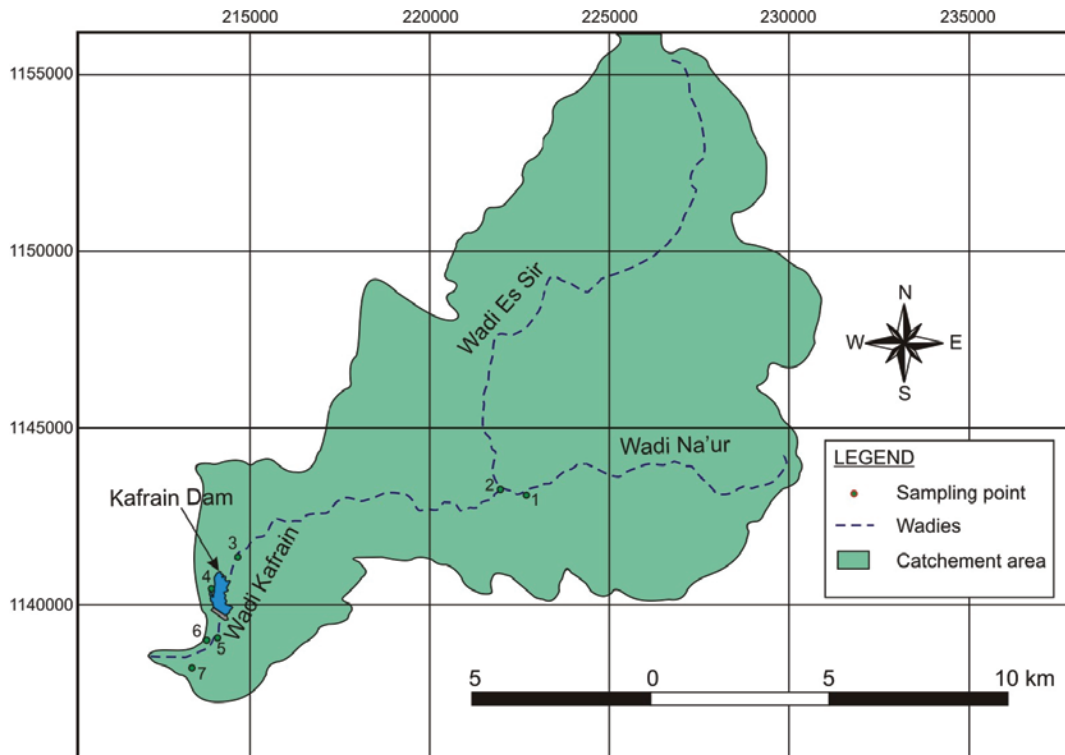 215000 220000 225000 230000 235000
1155000
1150000
1145000
1140000
Wadi Es Sir
N
W E
S
Wadi Na'ur
2
1
Kafrain Dam
3
4
Wadi Kafrain
6
5
7
LEGEND
Sampling point
Wadies
Catchement area
5 0 5 10 km